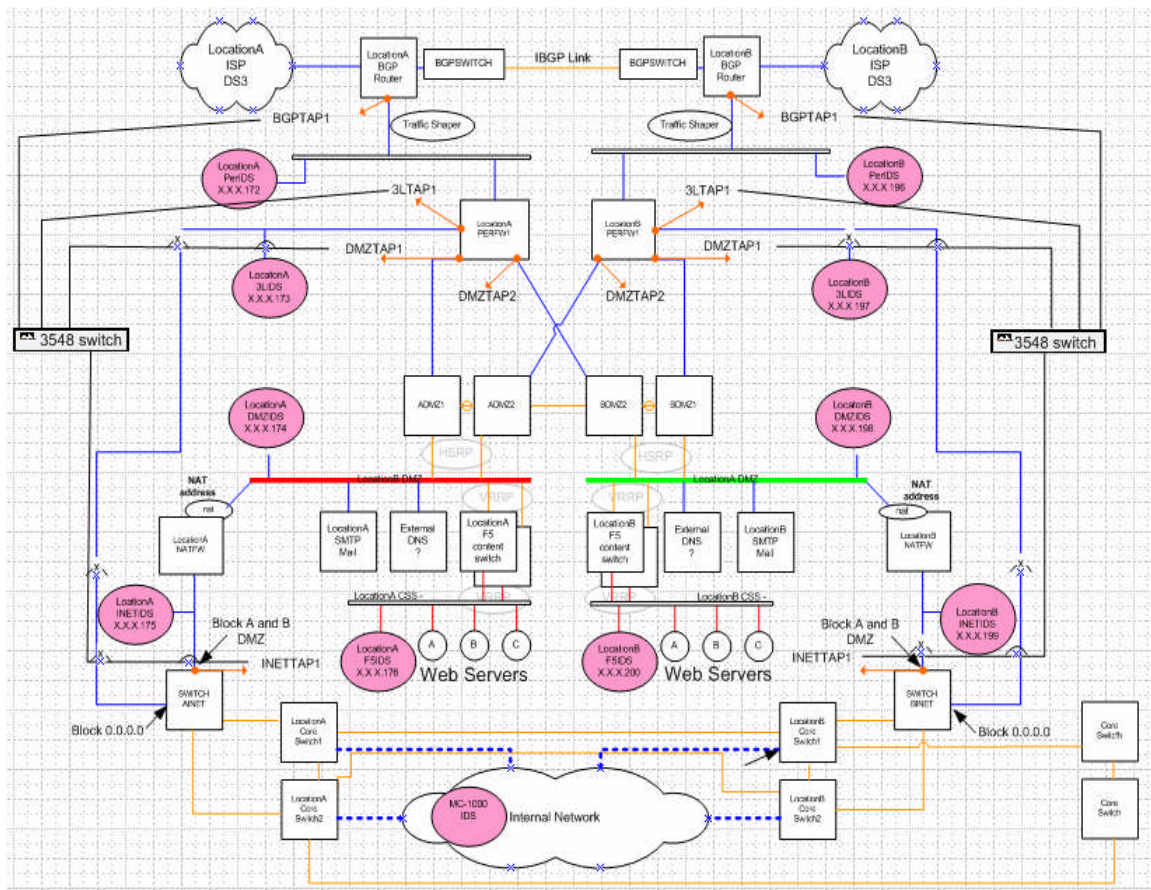 LocationA
ISP
DS3
LocationA
BGP
Router
BGPSWITCH
IBGP Link
BGPSWITCH
LocationB
BGP
Router
LocationB
ISP
DS3
BGPTAP1
Traffic Shaper
Traffic Shaper
BGPTAP1
LocationA
PerIDS
X.X.X.172
LocationB
PerIDS
X.X.X.196
3LTAP1
3LTAP1
LocationA
PERFW1
LocationB
PERFW1
X
DMZTAP1
DMZTAP1
X
LocationA
3LIDS
X.X.X.173
DMZTAP2
DMZTAP2
LocationB
3LIDS
X.X.X.197
3548 switch
3548 switch
ADMZ1
ADMZ2
BDMZ2
BDMZ1
LocationA
DMZIDS
X.X.X.174
LocationB
DMZIDS
X.X.X.198
HSRP
HSRP
LocationB DMZ
LocationA DMZ
NAT
address
nat
VRRP
VRRP
NAT
address
nat
LocationA
NATFW
LocationA
SMTP
Mail
External
DNS
?
LocationA
F5
content
switch
LocationB
F5
content
switch
External
DNS
?
LocationB
SMTP
Mail
LocationB
NATFW
X
X
LocationA CSS -
VRRP
VRRP
LocationB CSS -
LoationA
INETIDS
X.X.X.175
LocationB
INETIDS
X.X.X.199
Block A and B
DMZ
Block A and B
DMZ
A
B
C
A
B
C
X
X
INETTAP1
LocationA
F5IDS
X.X.X.176
Web Servers
LocationB
F5IDS
X.X.X.200
Web Servers
INETTAP1
X
X
SWITCH
AINET
SWITCH
BINET
Block 0.0.0.0
Block 0.0.0.0
LocationA
Core
Switch1
LocationB
Core
Switch1
Core
Switch
LocationA
Core
Switch2
MC-1000
IDS
Internal Network
LocationB
Core
Switch2
Core
Switch